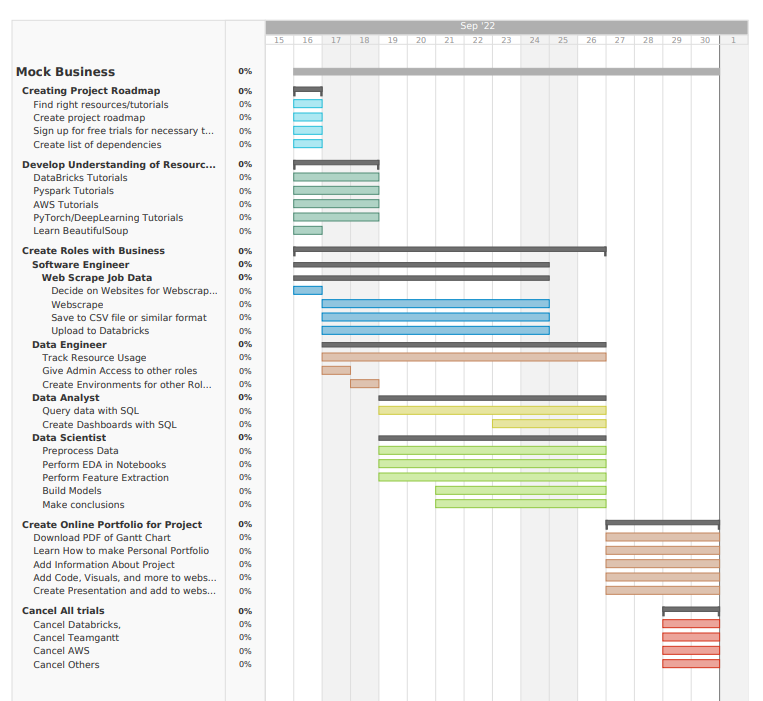 Sep '22
15 16 17 18 19 20 21 22 23 24 25 26 27 28 29 30 1
Mock Business 0%
Creating Project Roadmap 0%
Find right resources/tutorials 0%
Create project roadmap 0%
Sign up for free trials for necessary t... 0%
Create list of dependencies 0%
Develop Understanding of Resourc... 0%
DataBricks Tutorials 0%
Pyspark Tutorials 0%
AWS Tutorials 0%
PyTorch/DeepLearning Tutorials 0%
Learn BeautifulSoup 0%
Create Roles with Business 0%
Software Engineer 0%
Web Scrape Job Data 0%
Decide on Websites for Webscrap... 0%
Webscrape 0%
Save to CSV file or similar format 0%
Upload to Databricks 0%
Data Engineer 0%
Track Resource Usage 0%
Give Admin Access to other roles 0%
Create Environments for other Rol... 0%
Data Analyst 0%
Query data with SQL 0%
Create Dashboards with SQL 0%
Data Scientist 0%
Preprocess Data 0%
Perform EDA in Notebooks 0%
Perform Feature Extraction 0%
Build Models 0%
Make conclusions 0%
Create Online Portfolio for Project 0%
Download PDF of Gantt Chart 0%
Learn How to make Personal Portfolio 0%
Add Information About Project 0%
Add Code, Visuals, and more to webs... 0%
Create Presentation and add to webs... 0%
Cancel All trials 0%
Cancel Databricks, 0%
Cancel Teamgantt 0%
Cancel AWS 0%
Cancel Others 0%